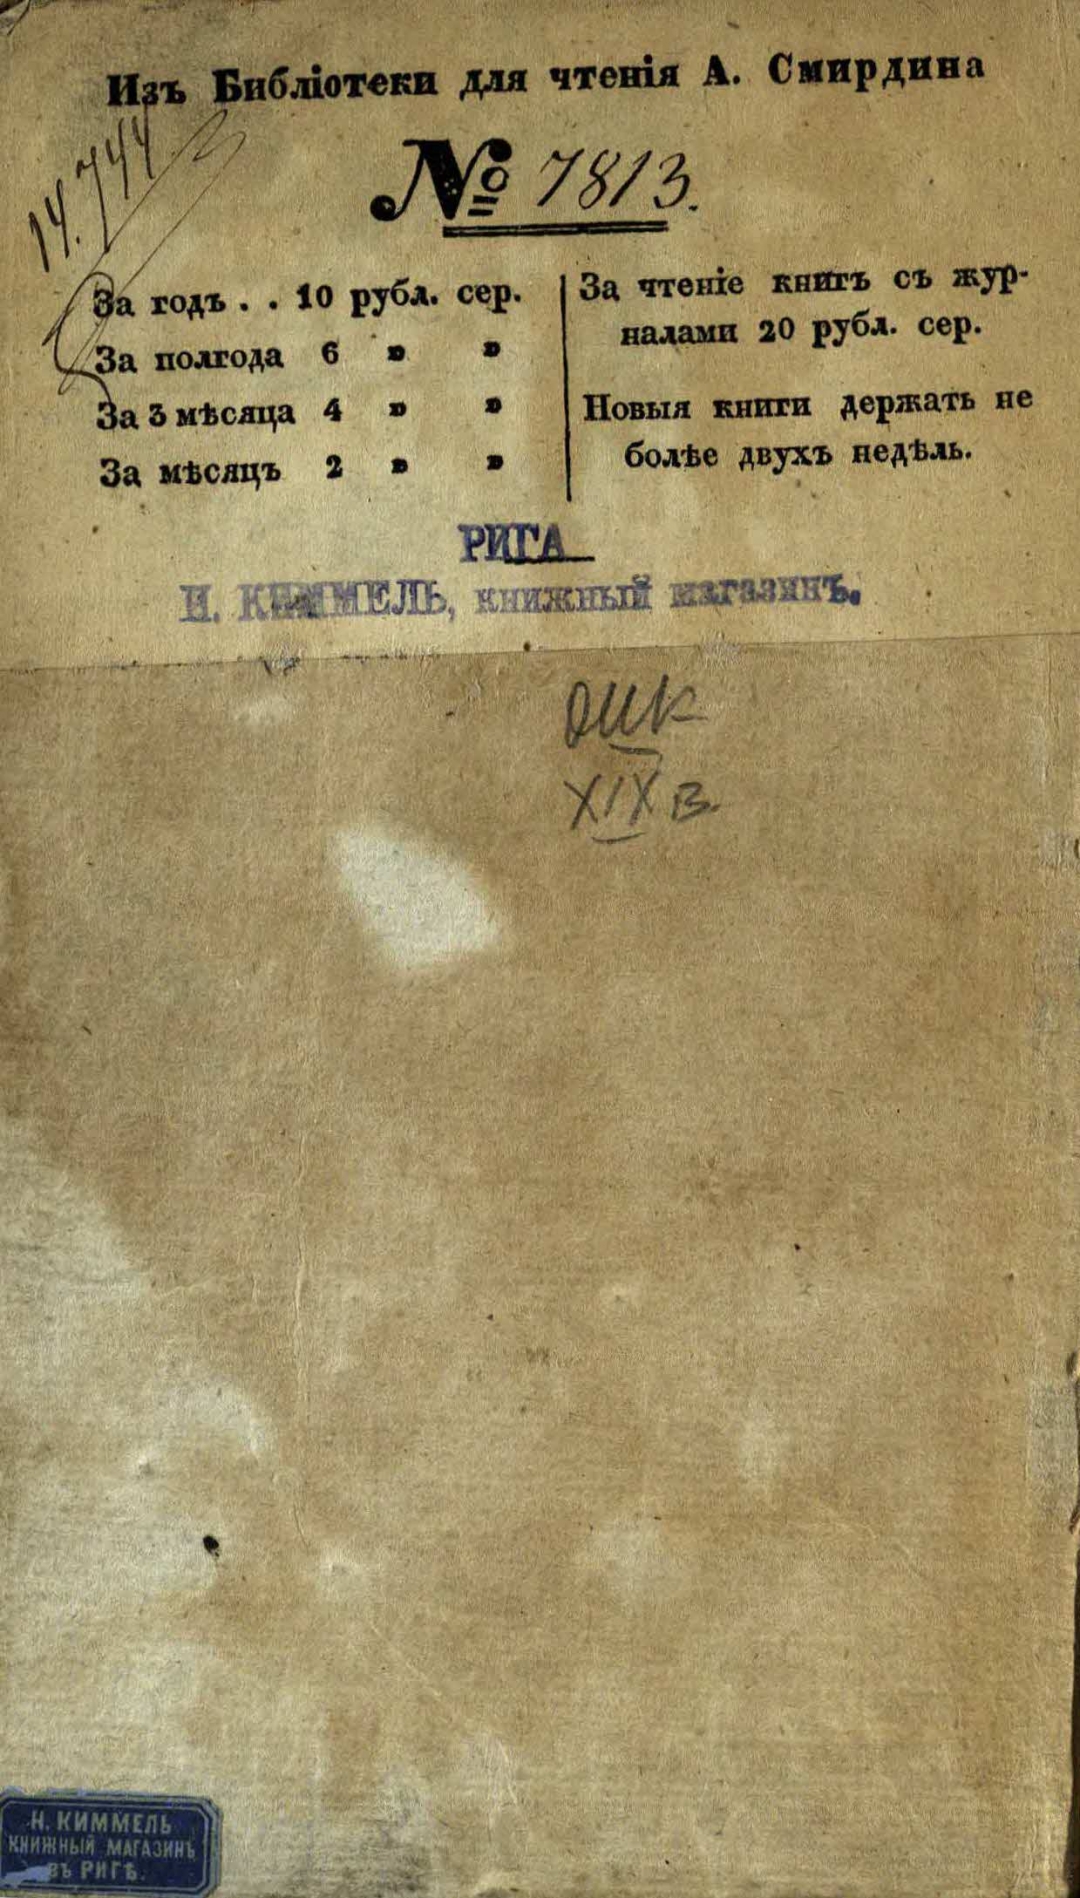 Изъ Библіотеки для чтенія А. Смирдина
14.744
№ 7813.
За годъ . . 10 рубл. сер.
За полгода 6 » »
За 3 мѣсяца 4 » »
За мѣсяцъ 2 » »
За чтеніе книгъ съ жур-
налами 20 рубл. сер.
Новыя книги держать не
болѣе двухъ недѣль.
РИГА
Н. КИММЕЛЬ, книжный магазинъ.
XIX в.
Н. КИММЕЛЬ
КНИЖНЫЙ МАГАЗИНЪ
ВЪ РИГѢ.